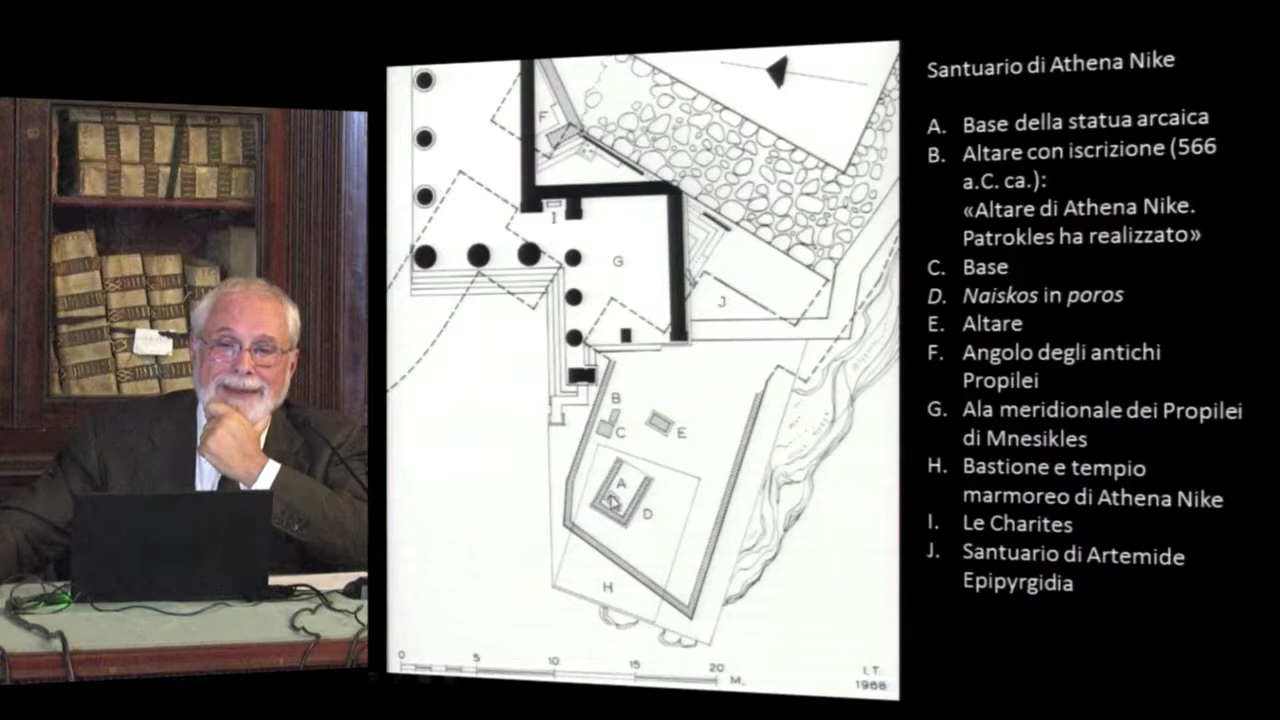 Santuario di Athena Nike
A. Base della statua arcaica
B. Altare con iscrizione (566
a.C. ca.):
«Altare di Athena Nike.
Patrokles ha realizzato»
C. Base
D. Naiskos in poros
E. Altare
F. Angolo degli antichi
Propilei
G. Ala meridionale dei Propilei
di Mnesikles
H. Bastione e tempio
marmoreo di Athena Nike
I. Le Charites
J. Santuario di Artemide
Epipyrgidia
F
I
G
J
B
C
E
A
D
H
0 5 10 15 20 M.
I.T.
1988